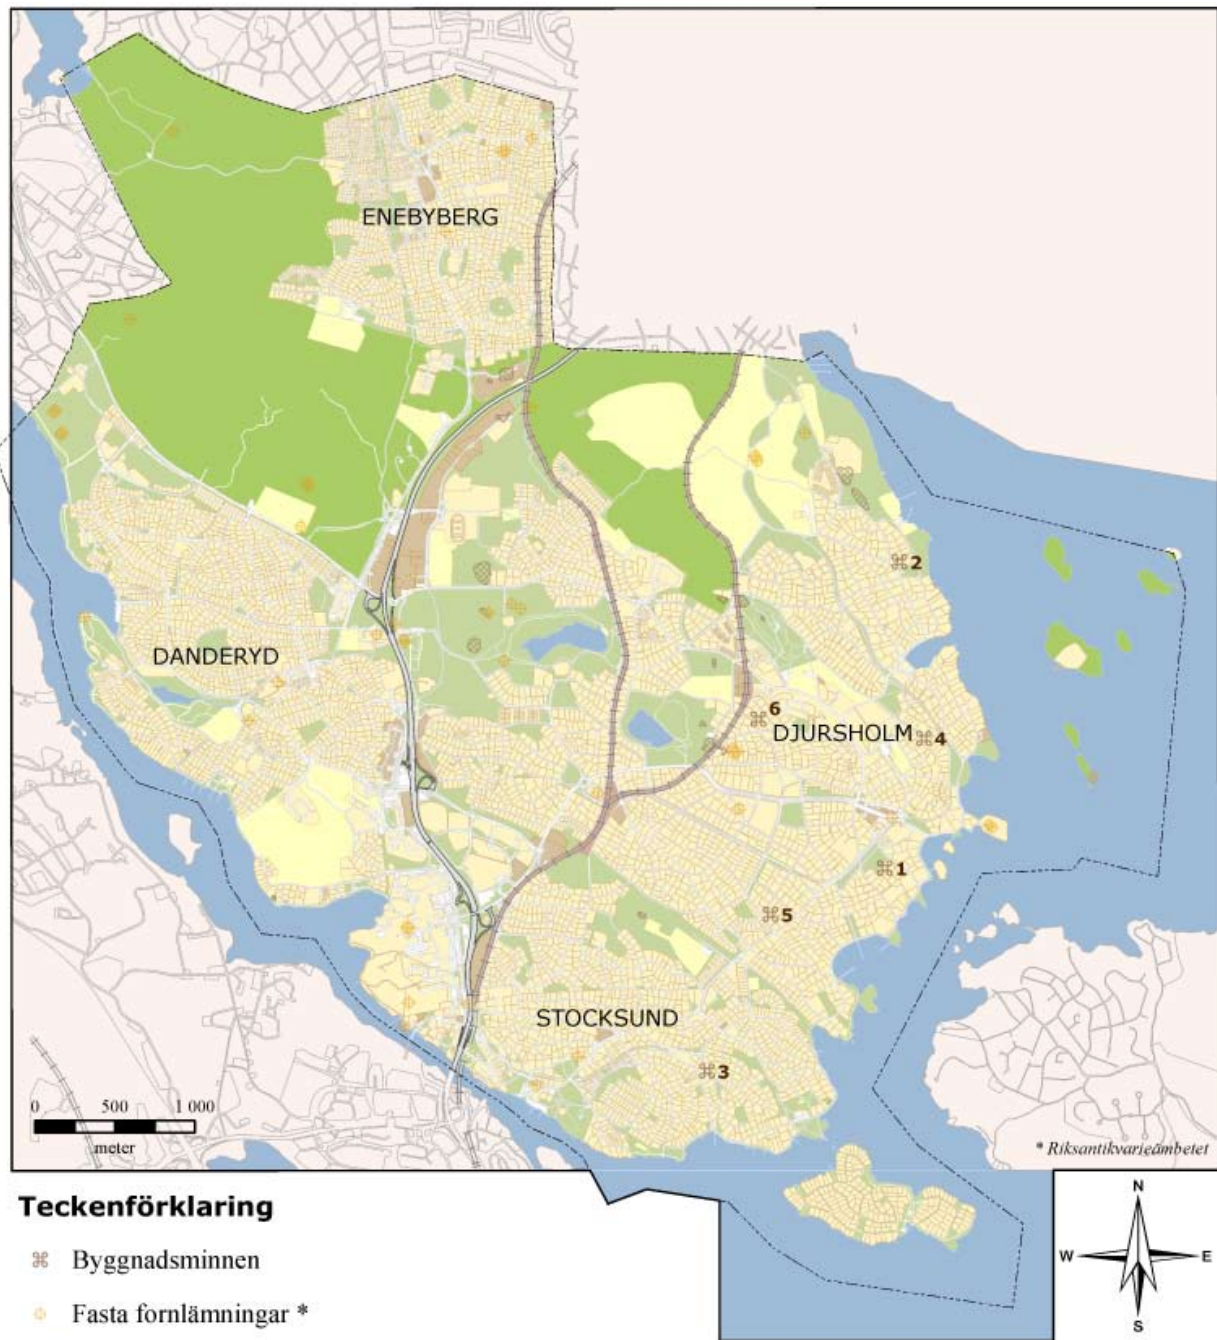 ENEBYBERG
2
DANDERYD
6
DJURSHOLM
4
1
5
STOCKSUND
3
0 500 1 000
meter
* Riksantikvarieämbetet
Teckenförklaring
Byggnadsminnen
Fasta fornlämningar *
N
W E
S